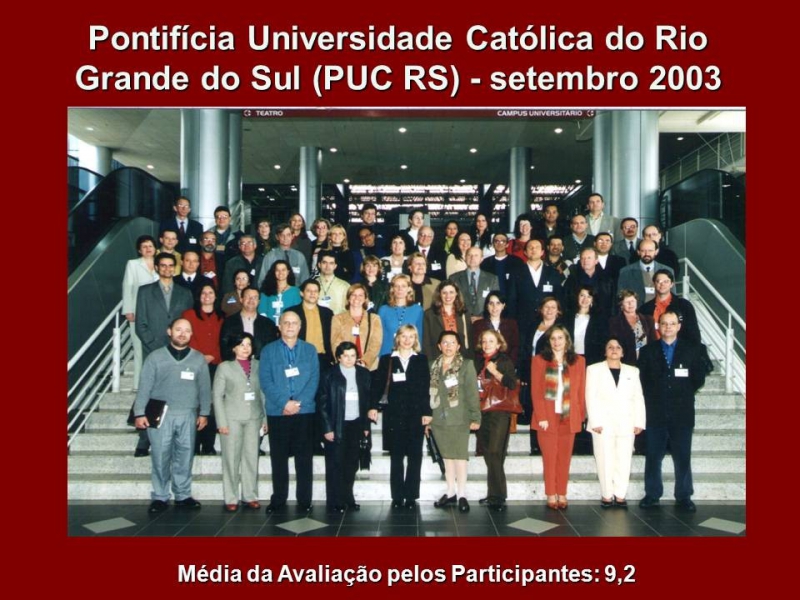 Pontifícia Universidade Católica do Rio
Grande do Sul (PUC RS) - setembro 2003
TEATRO
CAMPUS UNIVERSITÁRIO
Média da Avaliação pelos Participantes: 9,2